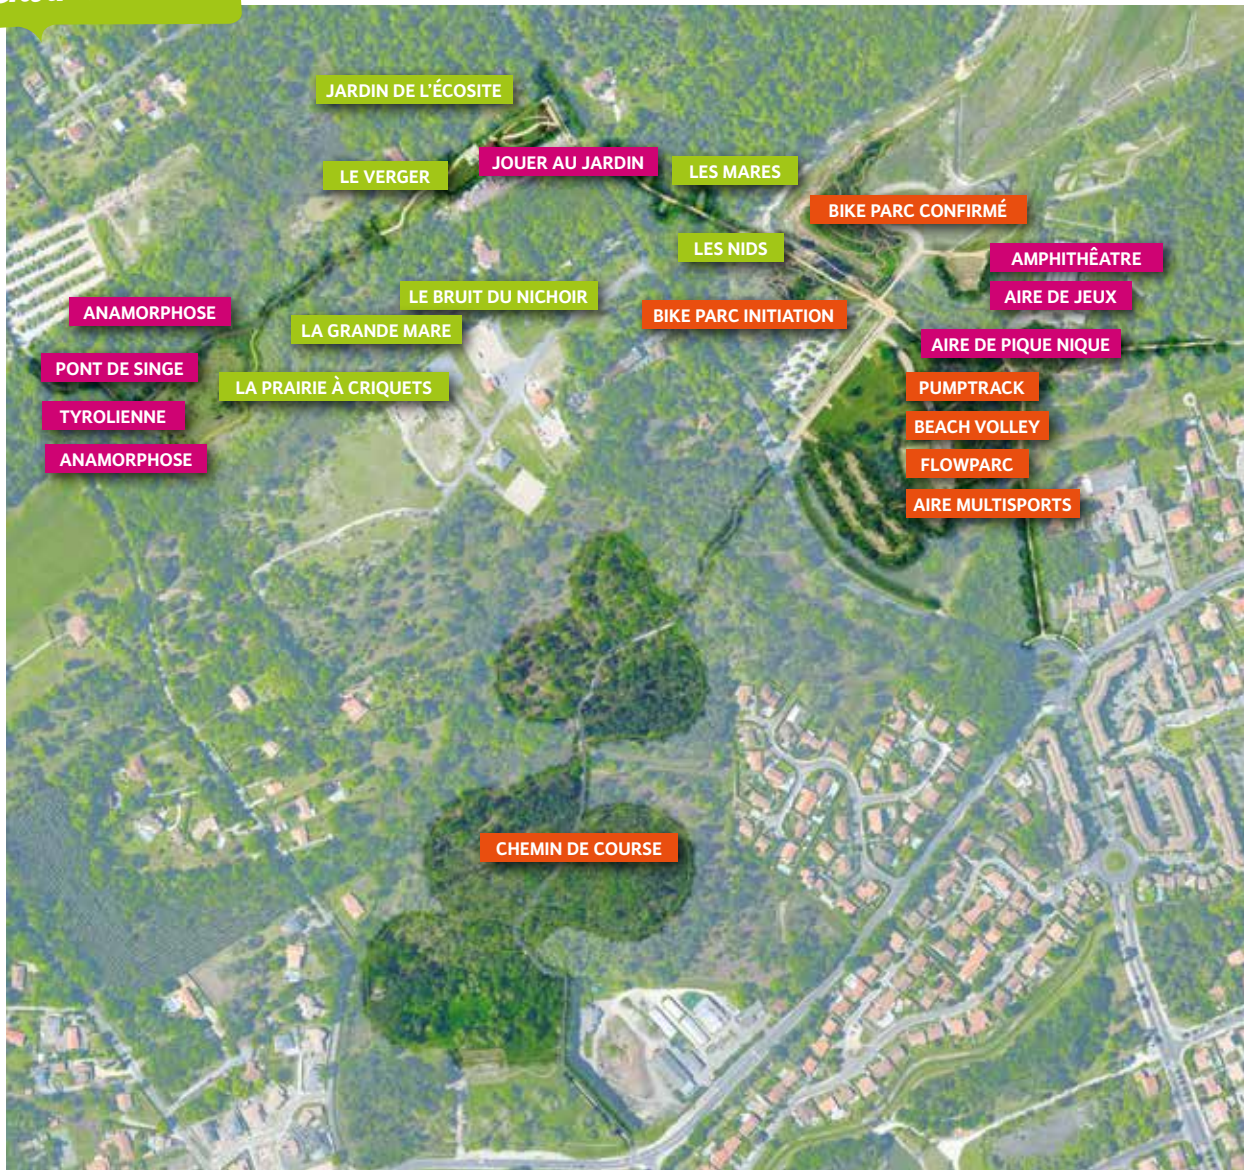 JARDIN DE L'ÉCOSITE
JOUER AU JARDIN
LE VERGER
LES MARES
BIKE PARC CONFIRMÉ
LES NIDS
AMPHITHÊATRE
LE BRUIT DU NICHOIR
AIRE DE JEUX
ANAMORPHOSE
BIKE PARC INITIATION
LA GRANDE MARE
AIRE DE PIQUE NIQUE
PONT DE SINGE
LA PRAIRIE À CRIQUETS
PUMPTRACK
TYROLIENNE
BEACH VOLLEY
ANAMORPHOSE
FLOWPARC
AIRE MULTISPORTS
CHEMIN DE COURSE